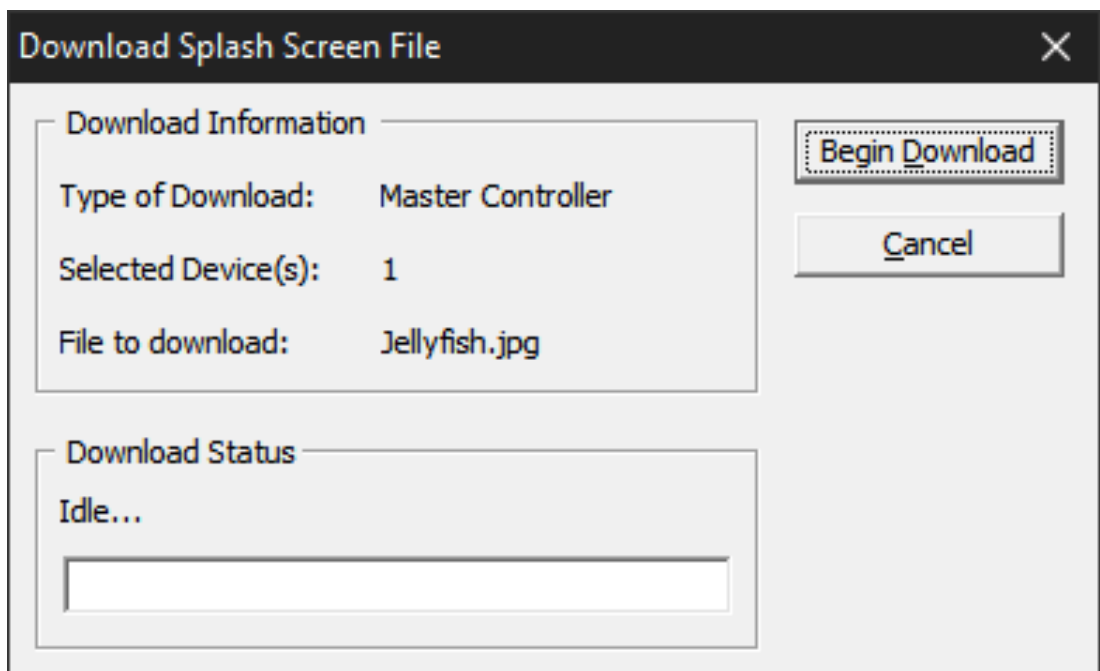 Download Splash Screen File
Download Information
Type of Download: Master Controller
Selected Device(s): 1
File to download: Jellyfish.jpg
Begin Download
Cancel
Download Status
Idle...